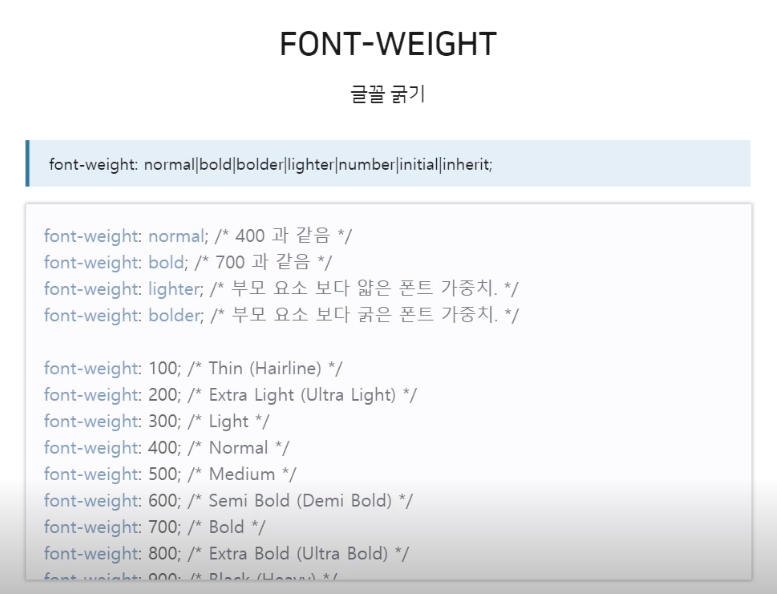 FONT-WEIGHT
글꼴 굵기
font-weight: normal|bold|bolder|lighter|number|initial|inherit;
font-weight: normal; /* 400 과 같음 */
font-weight: bold; /* 700 과 같음 */
font-weight: lighter; /* 부모 요소 보다 얇은 폰트 가중치. */
font-weight: bolder; /* 부모 요소 보다 굵은 폰트 가중치. */
font-weight: 100; /* Thin (Hairline) */
font-weight: 200; /* Extra Light (Ultra Light) */
font-weight: 300; /* Light */
font-weight: 400; /* Normal */
font-weight: 500; /* Medium */
font-weight: 600; /* Semi Bold (Demi Bold) */
font-weight: 700; /* Bold */
font-weight: 800; /* Extra Bold (Ultra Bold) */
font-weight: 900; /* Black (Heavy) */